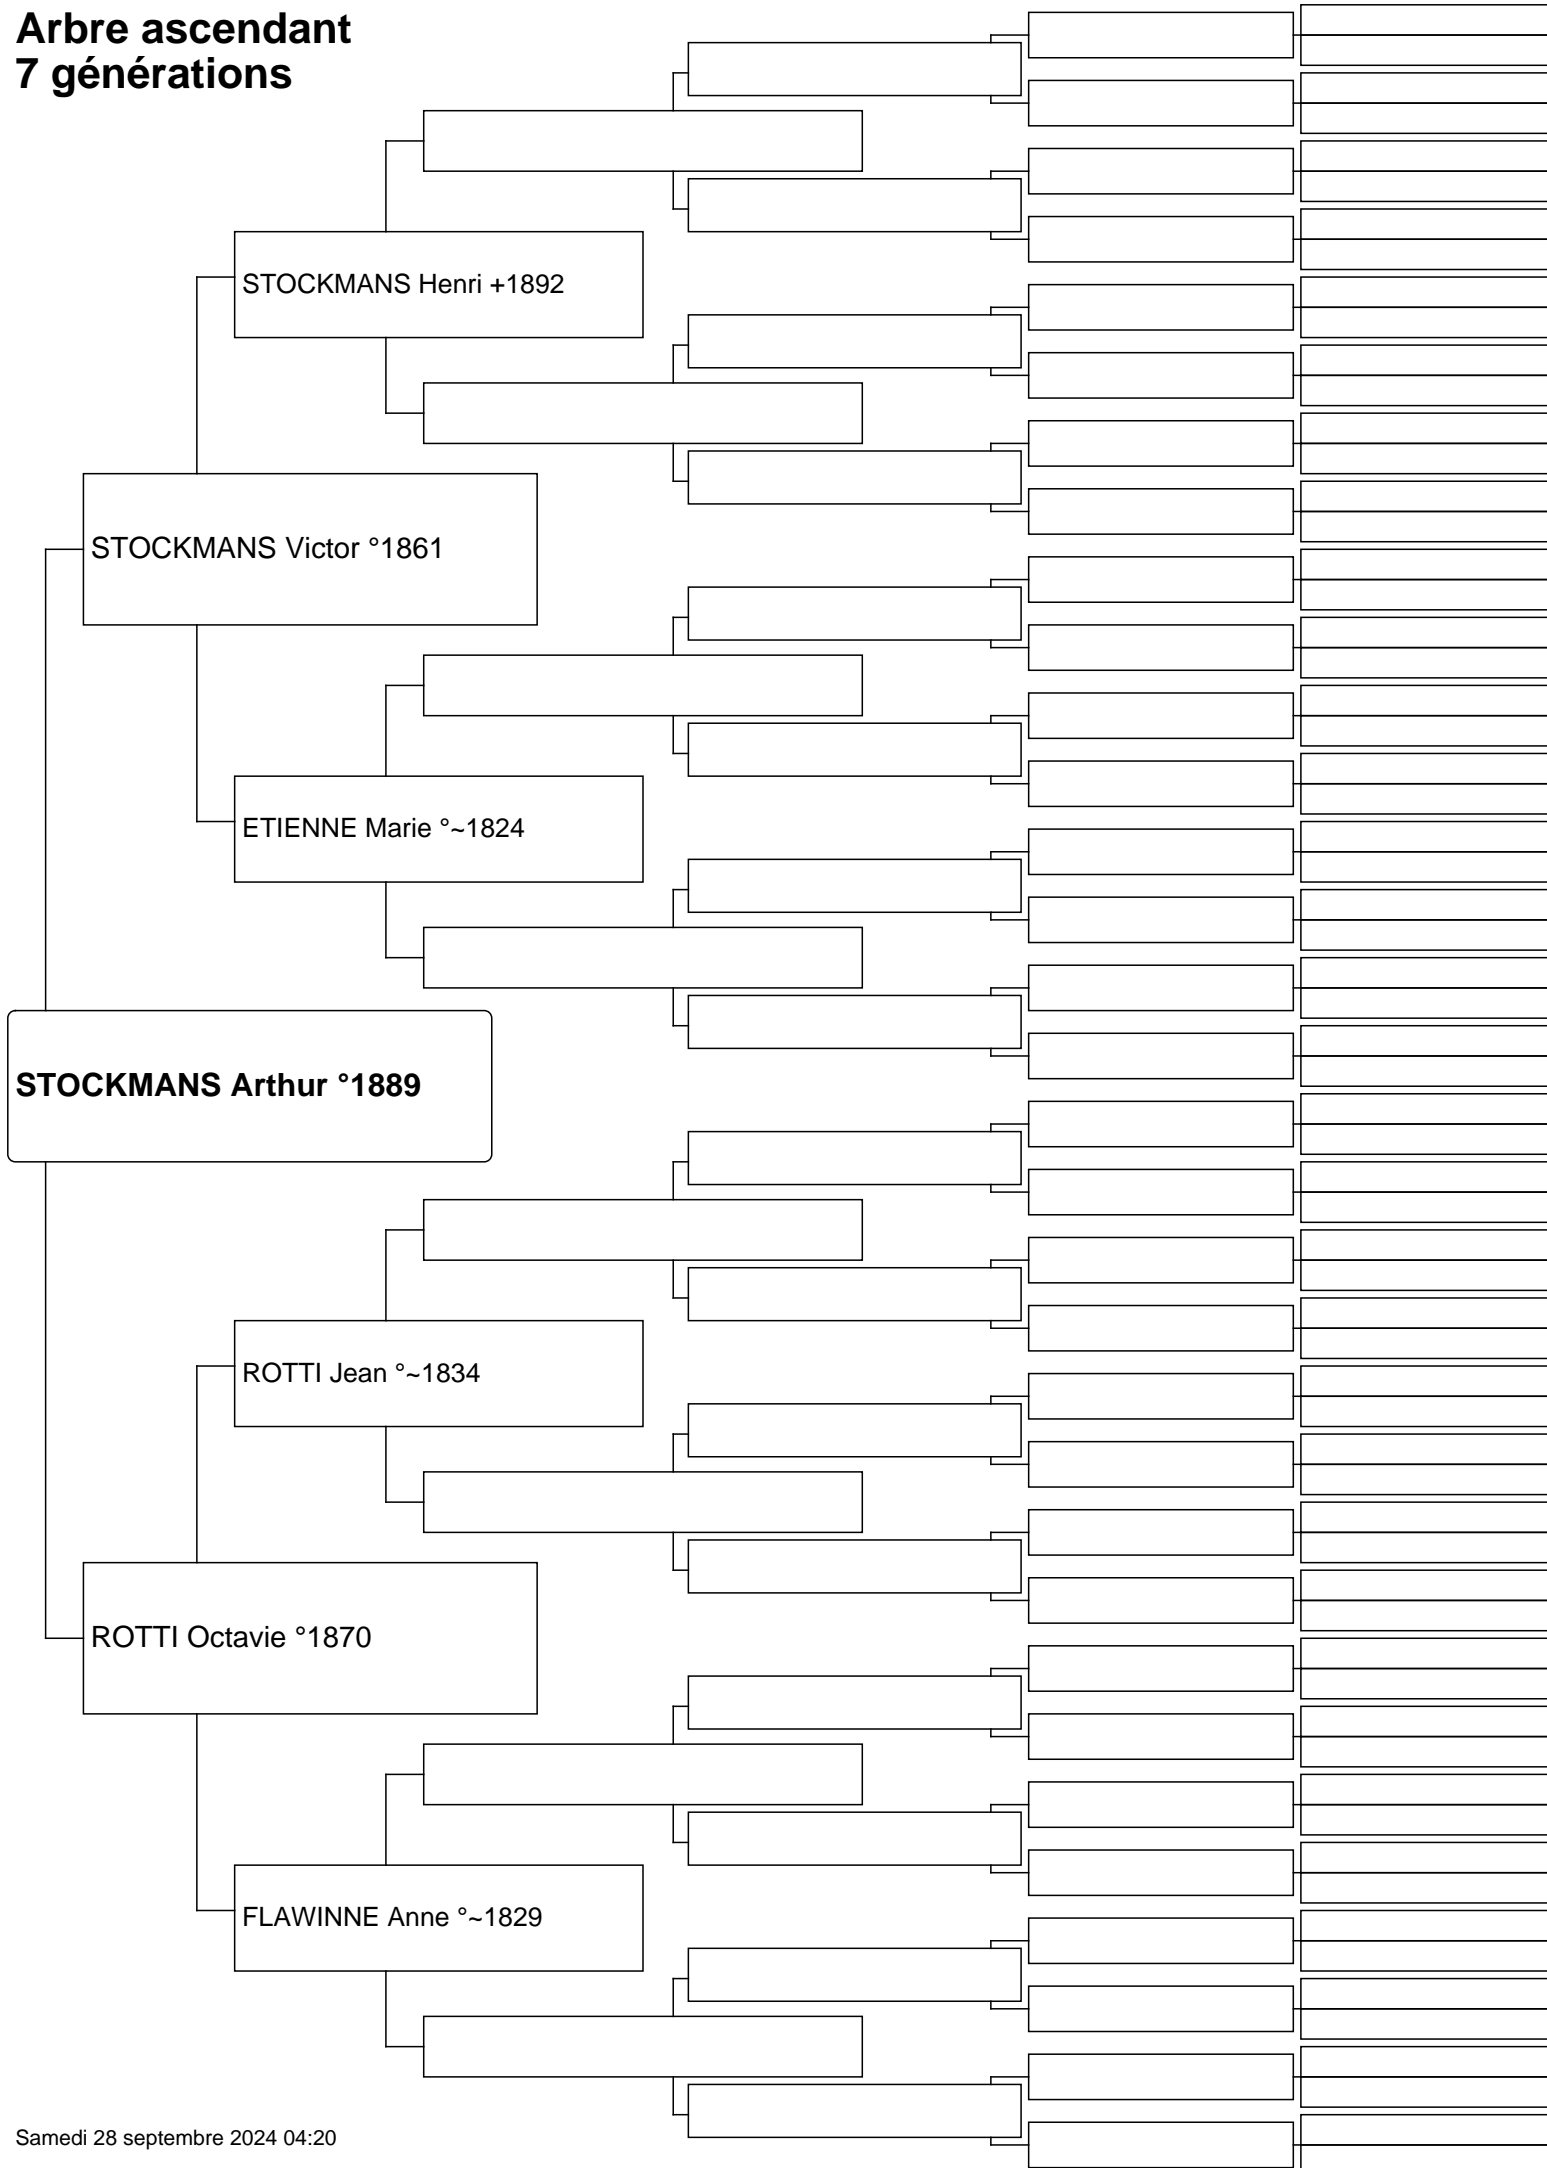 Arbre ascendant
7 générations
STOCKMANS Henri +1892
STOCKMANS Victor °1861
ETIENNE Marie °~1824
STOCKMANS Arthur °1889
ROTTI Jean °~1834
ROTTI Octavie °1870
FLAWINNE Anne °~1829
Samedi 28 septembre 2024 04:20